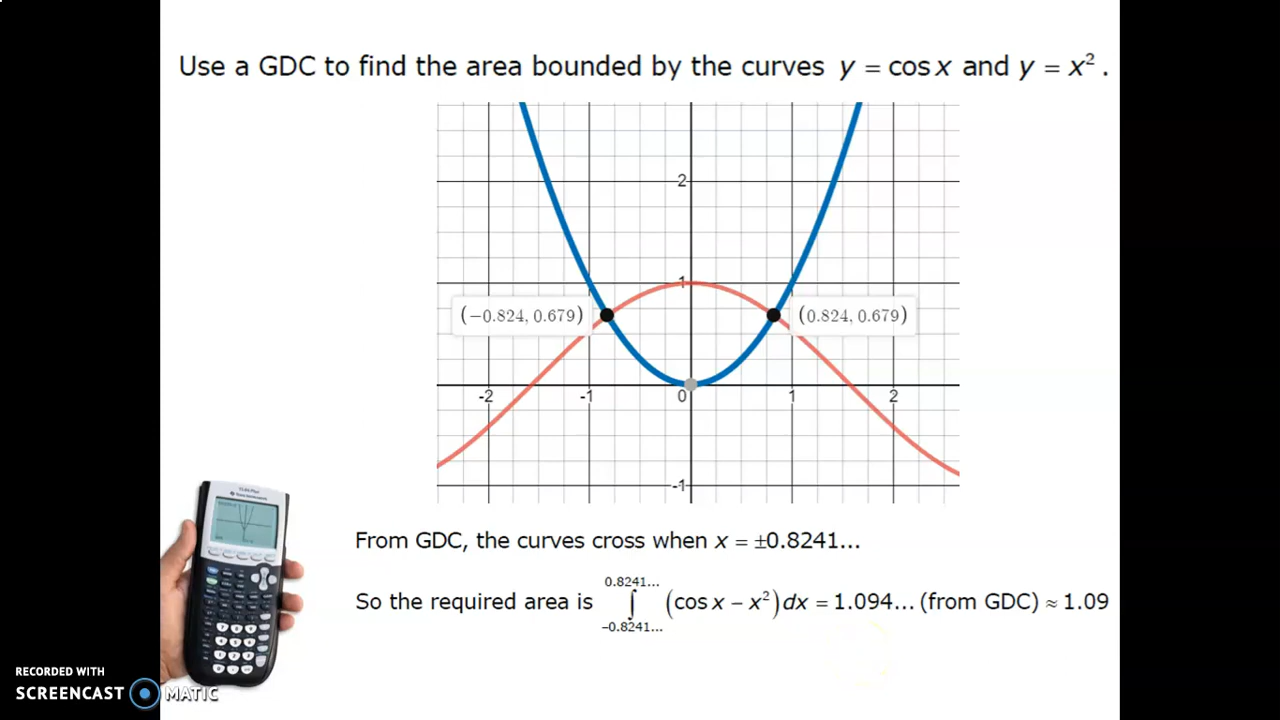 Use a GDC to find the area bounded by the curves y = cos x and y = x² .
2
1
(−0.824, 0.679)
(0.824, 0.679)
-2 -1 0 1 2
-1
From GDC, the curves cross when x = ±0.8241...
0.8241...
So the required area is ∫ (cos x − x²) dx = 1.094... (from GDC) ≈ 1.09
−0.8241...
RECORDED WITH
SCREENCAST MATIC